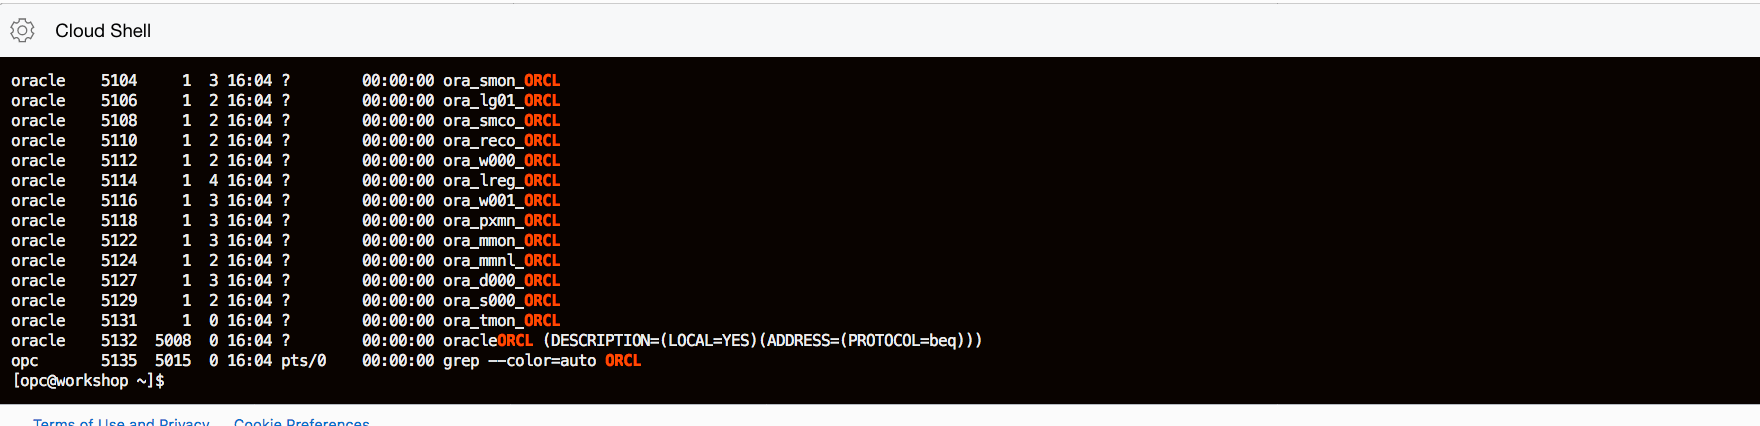 Cloud Shell
oracle    5104     1  3 16:04 ?        00:00:00 ora_smon_ORCL
oracle    5106     1  2 16:04 ?        00:00:00 ora_lg01_ORCL
oracle    5108     1  2 16:04 ?        00:00:00 ora_smco_ORCL
oracle    5110     1  2 16:04 ?        00:00:00 ora_reco_ORCL
oracle    5112     1  2 16:04 ?        00:00:00 ora_w000_ORCL
oracle    5114     1  4 16:04 ?        00:00:00 ora_lreg_ORCL
oracle    5116     1  3 16:04 ?        00:00:00 ora_w001_ORCL
oracle    5118     1  3 16:04 ?        00:00:00 ora_pxmn_ORCL
oracle    5122     1  3 16:04 ?        00:00:00 ora_mmon_ORCL
oracle    5124     1  2 16:04 ?        00:00:00 ora_mmnl_ORCL
oracle    5127     1  3 16:04 ?        00:00:00 ora_d000_ORCL
oracle    5129     1  2 16:04 ?        00:00:00 ora_s000_ORCL
oracle    5131     1  0 16:04 ?        00:00:00 ora_tmon_ORCL
oracle    5132  5008  0 16:04 ?        00:00:00 oracleORCL (DESCRIPTION=(LOCAL=YES)(ADDRESS=(PROTOCOL=beq)))
opc       5135  5015  0 16:04 pts/0    00:00:00 grep --color=auto ORCL
[opc@workshop ~]$
Terms of Use and Privacy   Cookie Preferences